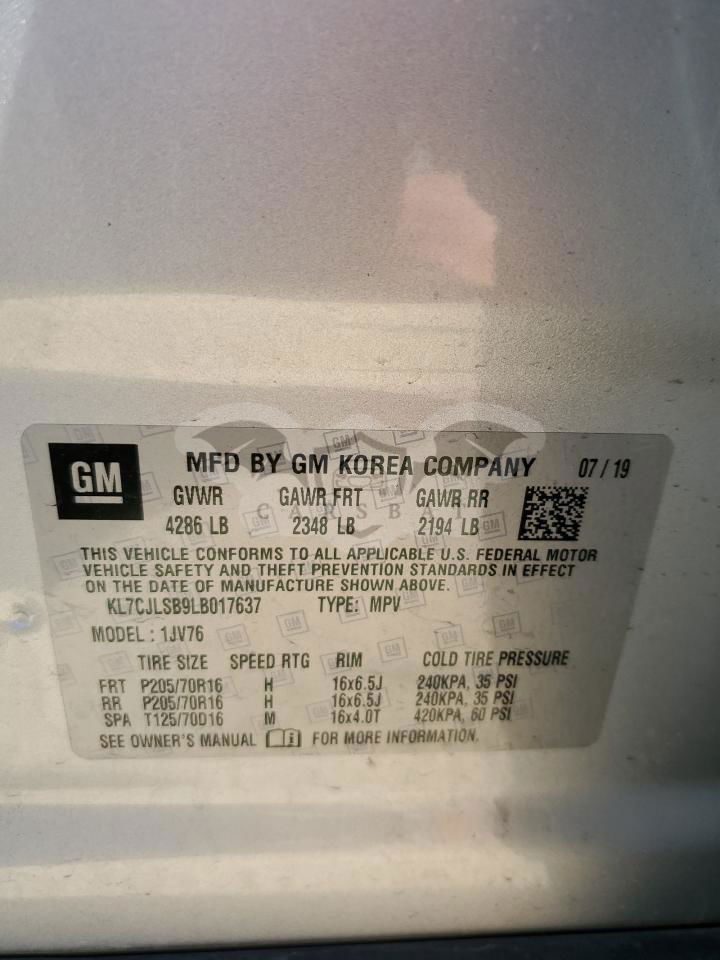 GM
MFD BY GM KOREA COMPANY 07/19
GVWR GAWR FRT GAWR RR
4286 LB 2348 LB 2194 LB
CARSBAT
THIS VEHICLE CONFORMS TO ALL APPLICABLE U.S. FEDERAL MOTOR
VEHICLE SAFETY AND THEFT PREVENTION STANDARDS IN EFFECT
ON THE DATE OF MANUFACTURE SHOWN ABOVE.
KL7CJLSB9LB017637 TYPE: MPV
MODEL : 1JV76
TIRE SIZE SPEED RTG RIM COLD TIRE PRESSURE
FRT P205/70R16 H 16x6.5J 240KPA, 35 PSI
RR P205/70R16 H 16x6.5J 240KPA, 35 PSI
SPA T125/70D16 M 16x4.0T 420KPA, 60 PSI
SEE OWNER'S MANUAL FOR MORE INFORMATION.